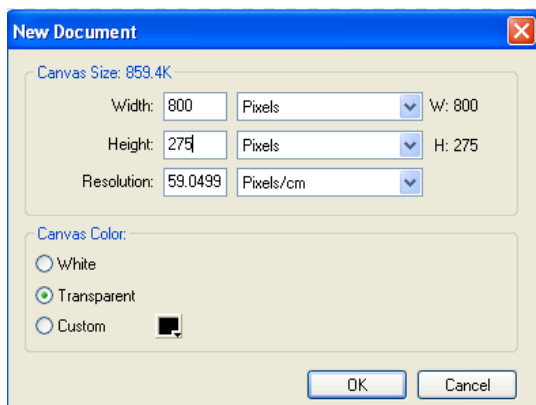 New Document
Canvas Size: 859.4K
Width: 800 Pixels W: 800
Height: 275 Pixels H: 275
Resolution: 59.0499 Pixels/cm
Canvas Color:
White
Transparent
Custom
OK Cancel